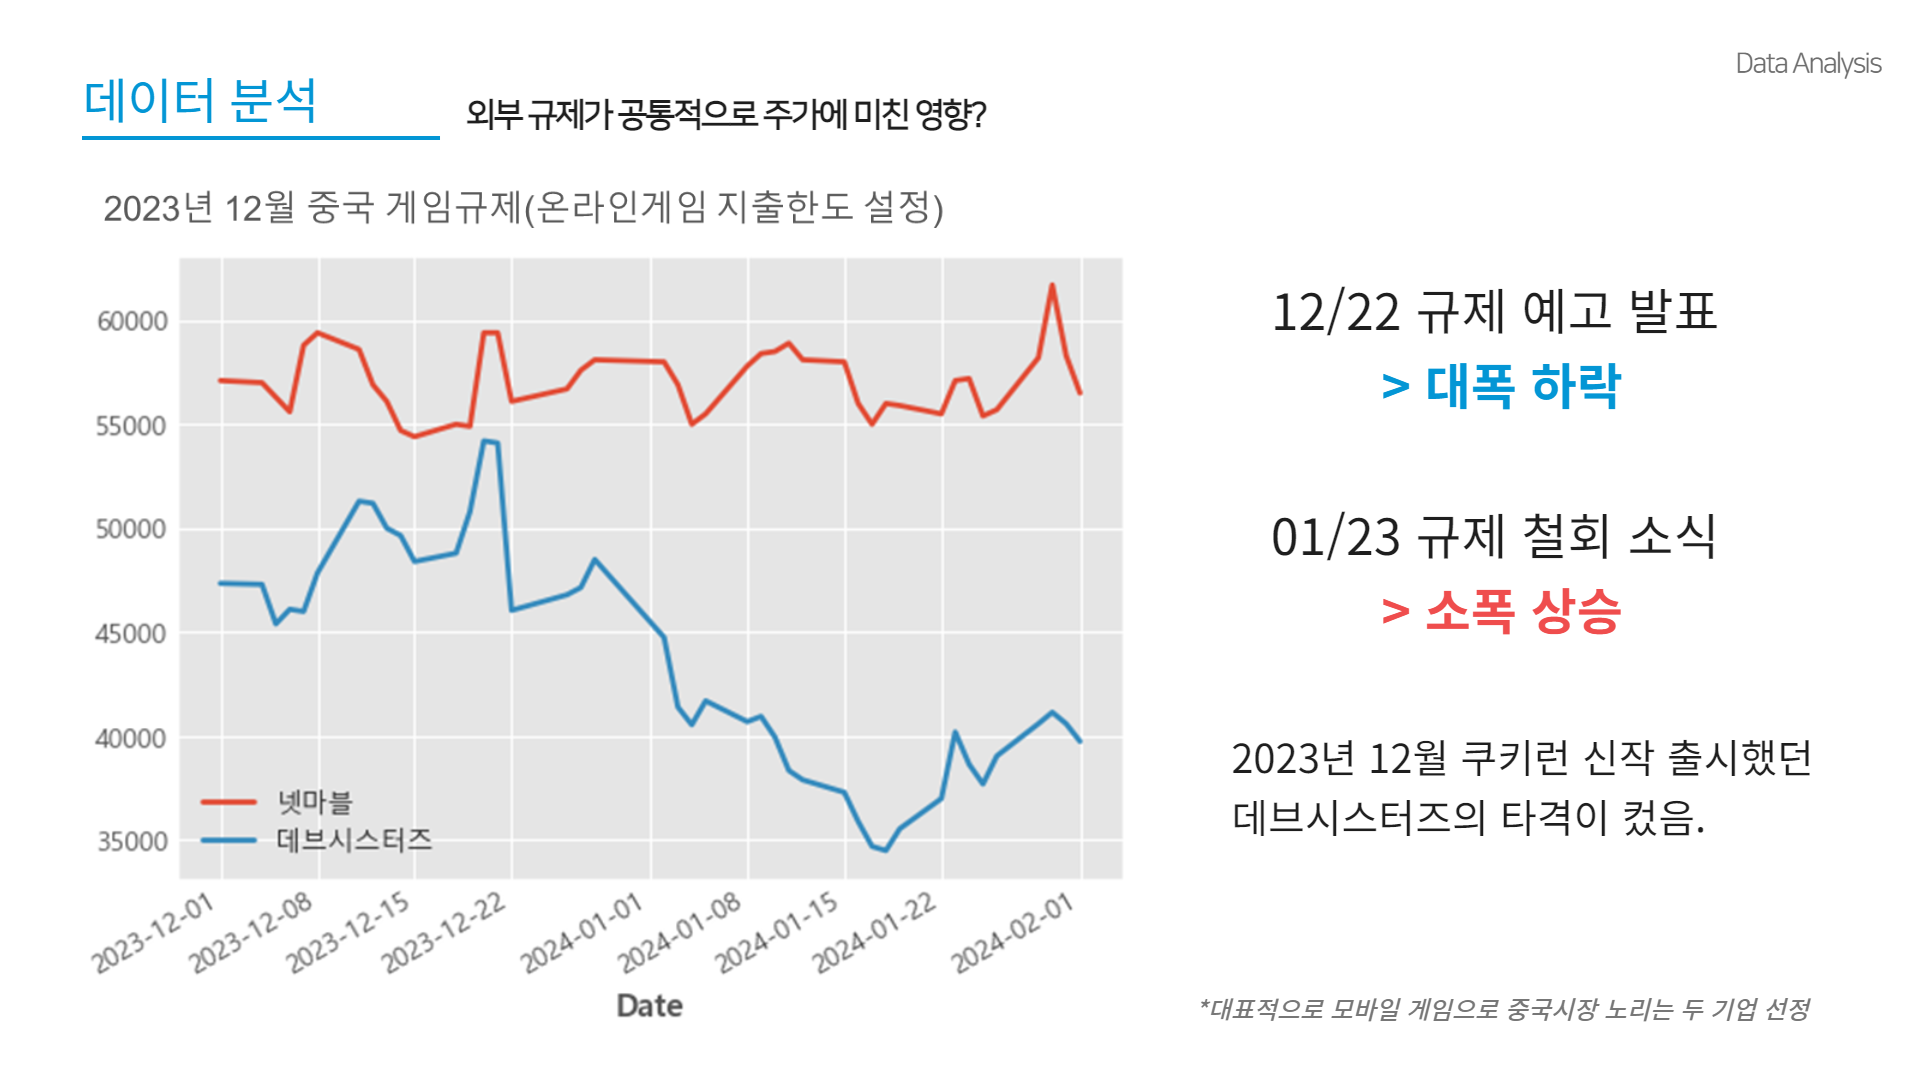 Data Analysis
데이터 분석
외부 규제가 공통적으로 주가에 미친 영향?
2023년 12월 중국 게임규제(온라인게임 지출한도 설정)
60000
55000
50000
45000
40000
35000
넷마블
데브시스터즈
2023-12-01
2023-12-08
2023-12-15
2023-12-22
2024-01-01
2024-01-08
2024-01-15
2024-01-22
2024-02-01
Date
12/22 규제 예고 발표
> 대폭 하락
01/23 규제 철회 소식
> 소폭 상승
2023년 12월 쿠키런 신작 출시했던
데브시스터즈의 타격이 컸음.
*대표적으로 모바일 게임으로 중국시장 노리는 두 기업 선정